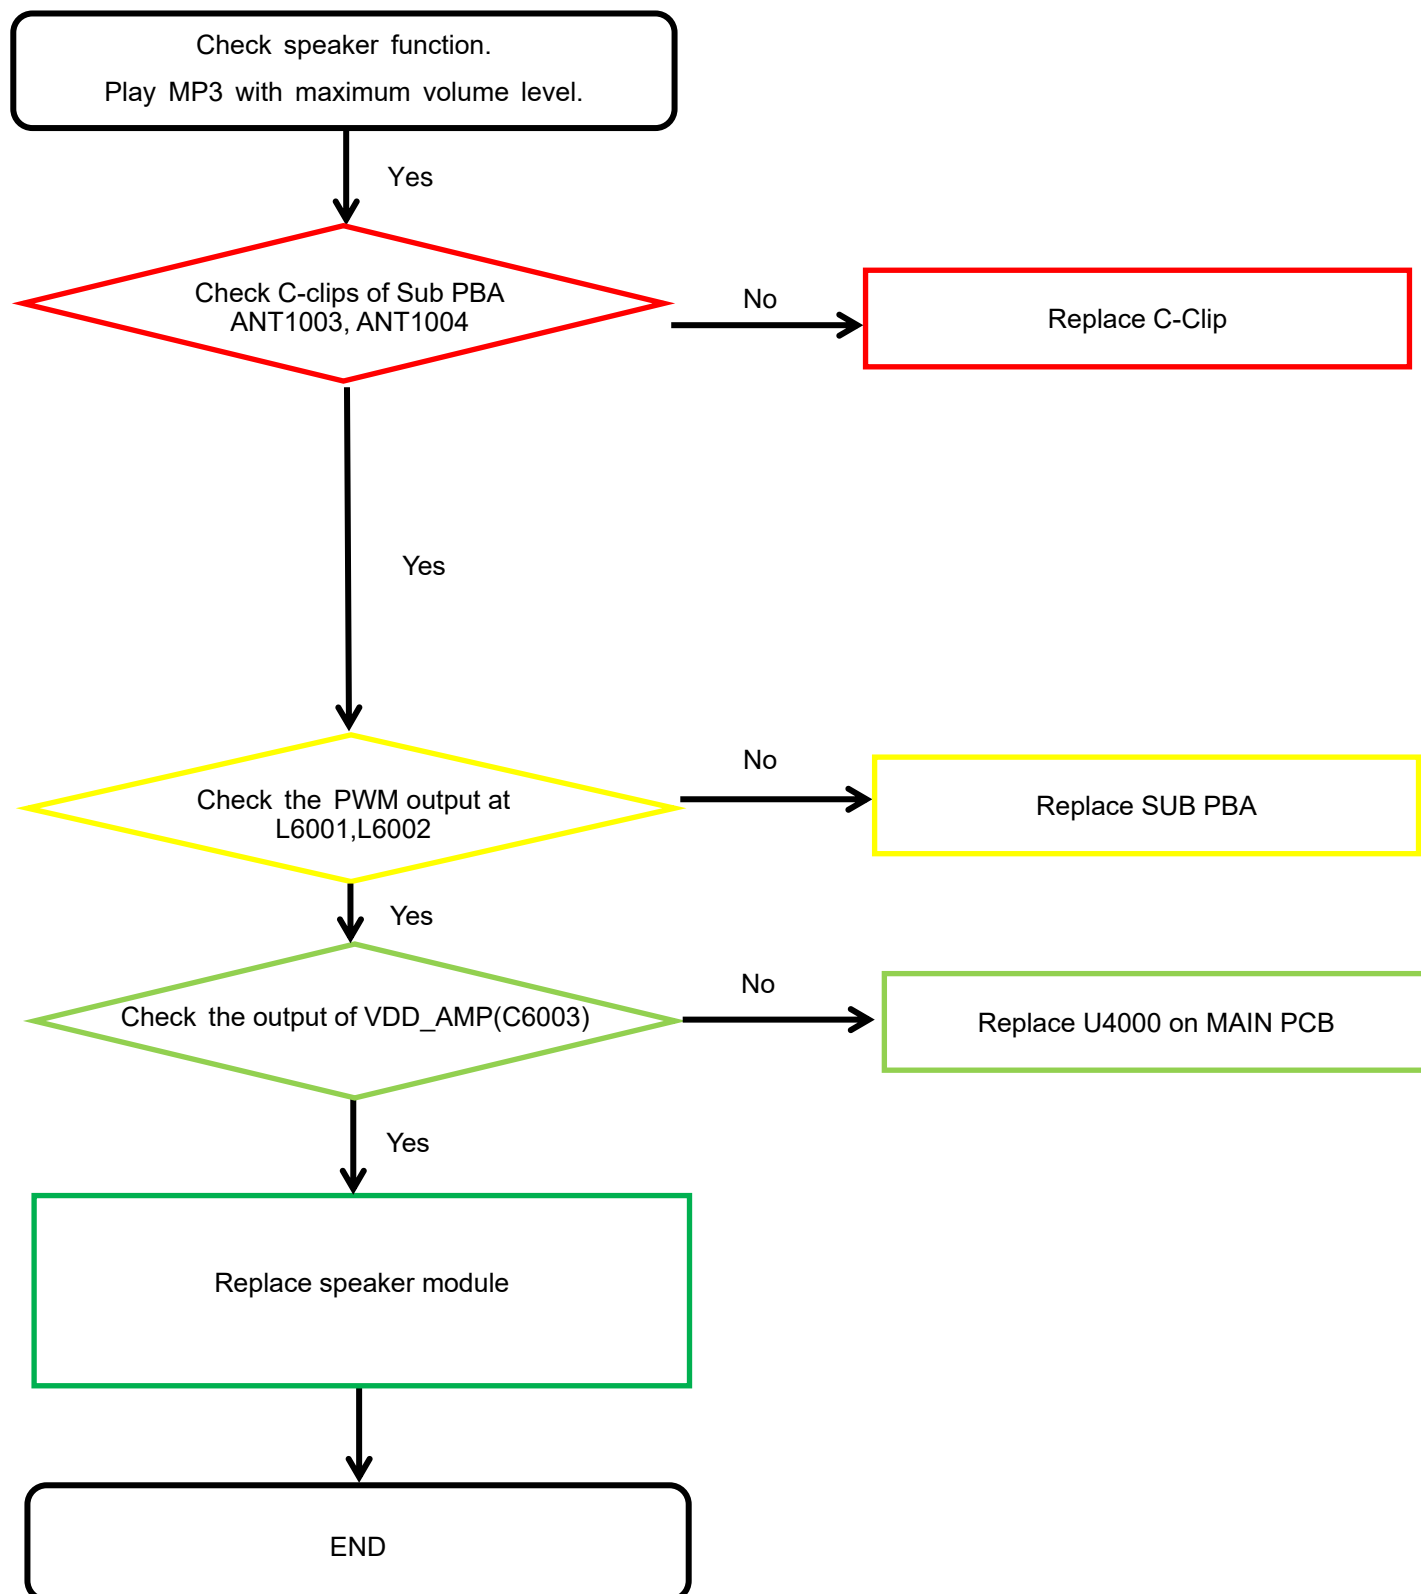 Check speaker function.
Play MP3 with maximum volume level.
Yes
Check C-clips of Sub PBA
ANT1003, ANT1004
No
Replace C-Clip
Yes
Check the PWM output at
L6001,L6002
No
Replace SUB PBA
Yes
Check the output of VDD_AMP(C6003)
No
Replace U4000 on MAIN PCB
Yes
Replace speaker module
END